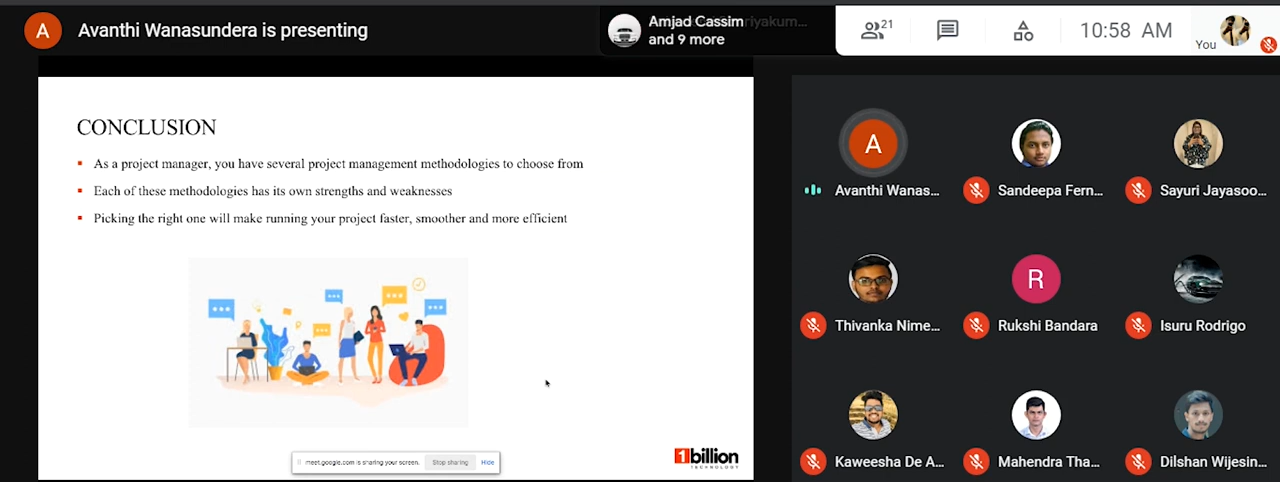 A
Avanthi Wanasundera is presenting
Amjad Cassim
and 9 more
21
10:58 AM
You
CONCLUSION
As a project manager, you have several project management methodologies to choose from
Each of these methodologies has its own strengths and weaknesses
Picking the right one will make running your project faster, smoother and more efficient
meet.google.com is sharing your screen.
Stop sharing
Hide
1billion
TECHNOLOGY
A
Avanthi Wanas...
Sandeepa Fern...
Sayuri Jayasoo...
Thivanka Nime...
R
Rukshi Bandara
Isuru Rodrigo
Kaweesha De A...
Mahendra Tha...
Dilshan Wijesin...